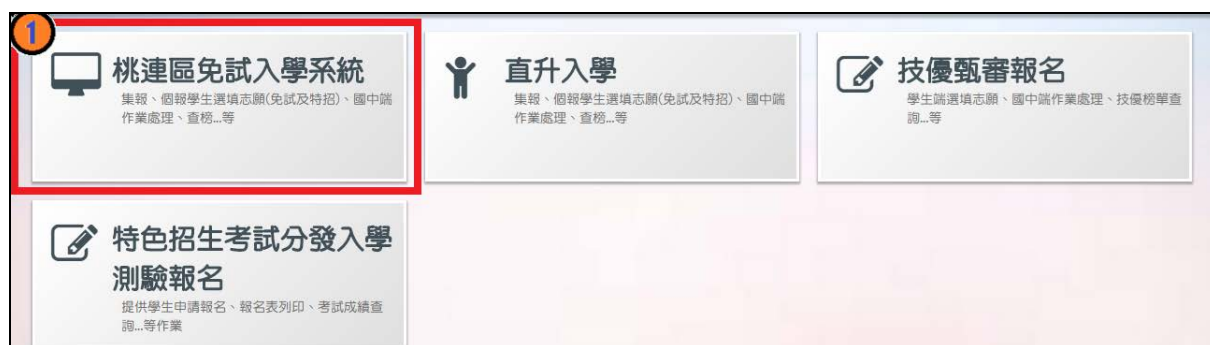 1
桃連區免試入學系統
集報、個報學生選填志願(免試及特招)、國中端
作業處理、查榜...等
直升入學
集報、個報學生選填志願(免試及特招)、國中端
作業處理、查榜...等
技優甄審報名
學生端選填志願、國中端作業處理、技優榜單查
詢...等
特色招生考試分發入學
測驗報名
提供學生申請報名、報名表列印、考試成績查
詢...等作業